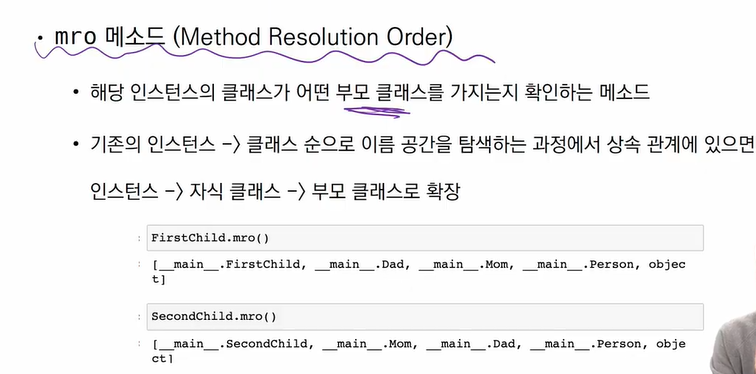 • mro 메소드 (Method Resolution Order)
• 해당 인스턴스의 클래스가 어떤 부모 클래스를 가지는지 확인하는 메소드
• 기존의 인스턴스 -> 클래스 순으로 이름 공간을 탐색하는 과정에서 상속 관계에 있으면
인스턴스 -> 자식 클래스 -> 부모 클래스로 확장
: FirstChild.mro()
: [__main__.FirstChild, __main__.Dad, __main__.Mom, __main__.Person, objec
t]
: SecondChild.mro()
: [__main__.SecondChild, __main__.Mom, __main__.Dad, __main__.Person, obje
ct]